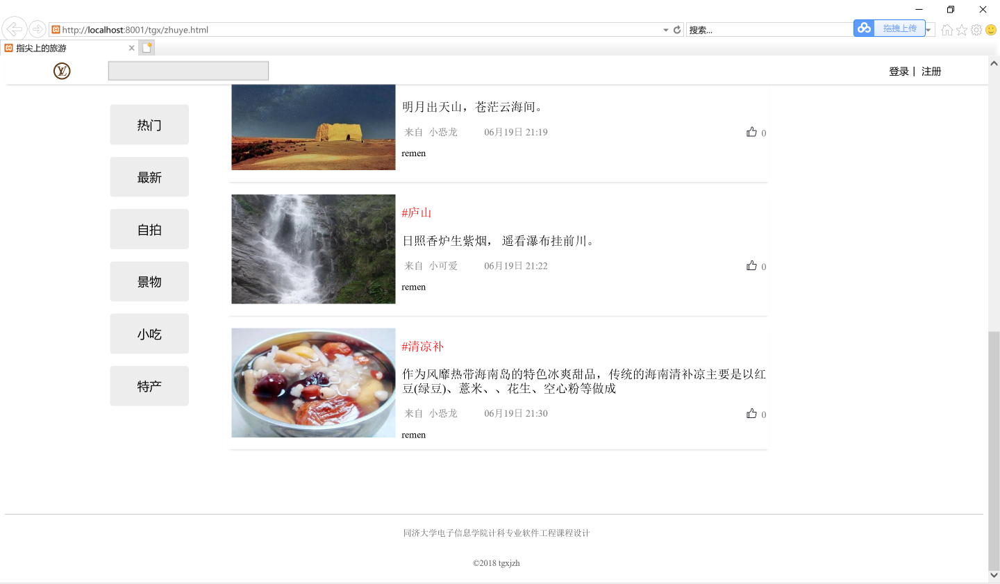 http://localhost:8001/tgx/zhuye.html
搜索...
拖拽上传
指尖上的旅游
LV
登录 | 注册
热门
最新
自拍
景物
小吃
特产
明月出天山，苍茫云海间。
来自 小恐龙 06月19日 21:19 0
remen
#庐山
日照香炉生紫烟， 遥看瀑布挂前川。
来自 小可爱 06月19日 21:22 0
remen
#清凉补
作为风靡热带海南岛的特色冰爽甜品，传统的海南清补凉主要是以红
豆(绿豆)、薏米、、花生、空心粉等做成
来自 小恐龙 06月19日 21:30 0
remen
同济大学电子信息学院计科专业软件工程课程设计
©2018 tgxjzh